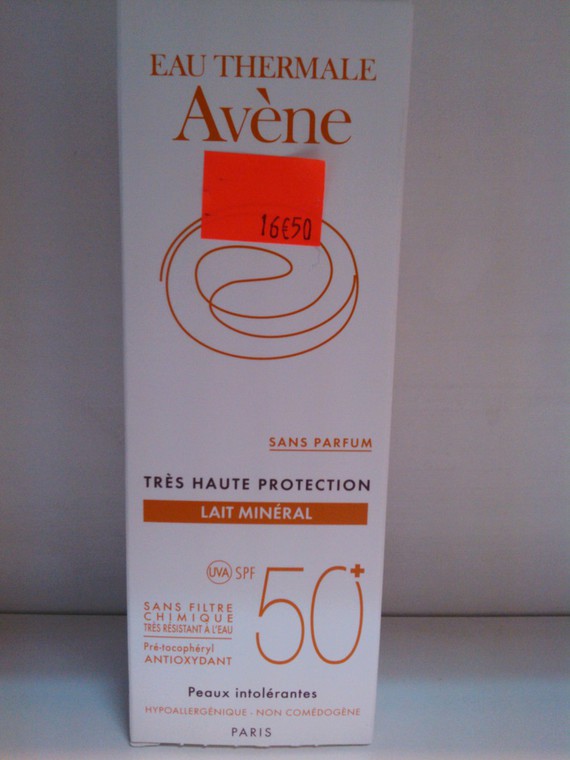 EAU THERMALE
Avène
16€50
SANS PARFUM
TRÈS HAUTE PROTECTION
LAIT MINÉRAL
UVA SPF 50+
SANS FILTRE
CHIMIQUE
TRÈS RÉSISTANT À L'EAU
Pré-tocophéryl
ANTIOXYDANT
Peaux intolérantes
HYPOALLERGÉNIQUE - NON COMÉDOGÈNE
PARIS